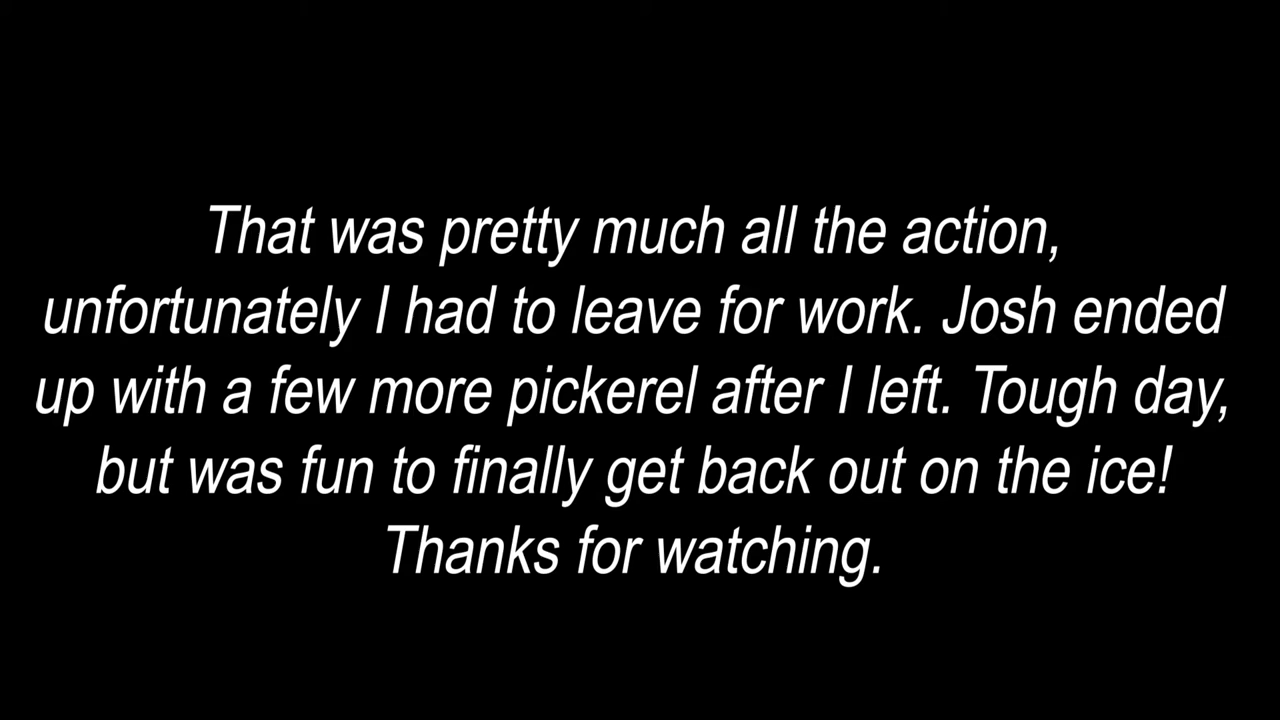 That was pretty much all the action,
unfortunately I had to leave for work. Josh ended
up with a few more pickerel after I left. Tough day,
but was fun to finally get back out on the ice!
Thanks for watching.